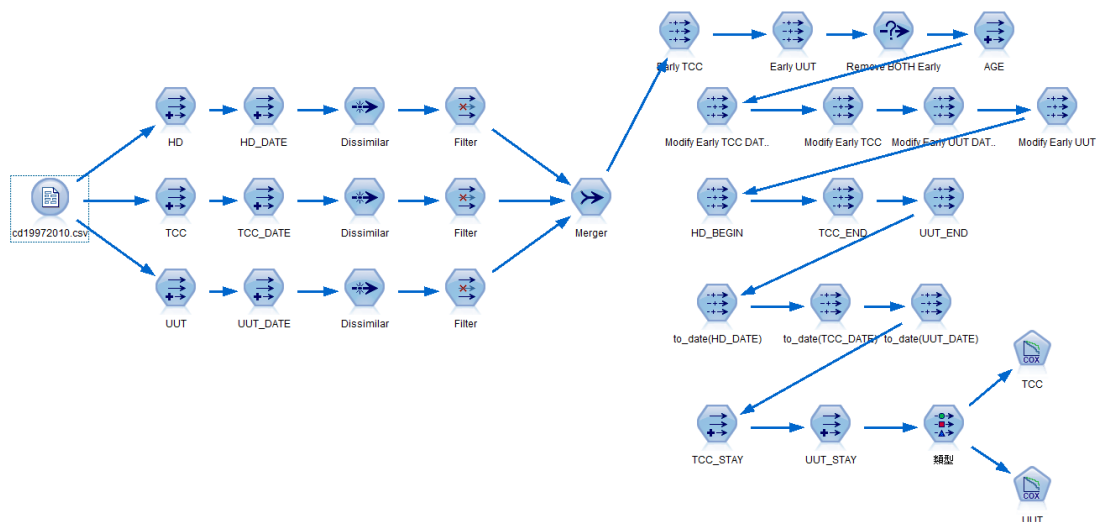 Early TCC
Early UUT
Remove BOTH Early
AGE
HD
HD_DATE
Dissimilar
Filter
Modify Early TCC DAT..
Modify Early TCC
Modify Early UUT DAT..
Modify Early UUT
cd19972010.csv
TCC
TCC_DATE
Dissimilar
Filter
Merger
HD_BEGIN
TCC_END
UUT_END
UUT
UUT_DATE
Dissimilar
Filter
to_date(HD_DATE)
to_date(TCC_DATE)
to_date(UUT_DATE)
COX
TCC
TCC_STAY
UUT_STAY
類型
COX
UUT